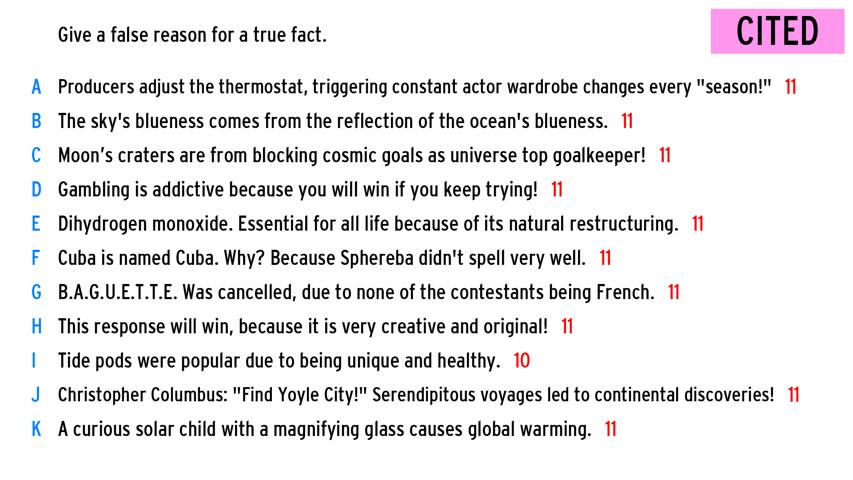 Give a false reason for a true fact.
CITED
A Producers adjust the thermostat, triggering constant actor wardrobe changes every "season!" 11
B The sky's blueness comes from the reflection of the ocean's blueness. 11
C Moon’s craters are from blocking cosmic goals as universe top goalkeeper! 11
D Gambling is addictive because you will win if you keep trying! 11
E Dihydrogen monoxide. Essential for all life because of its natural restructuring. 11
F Cuba is named Cuba. Why? Because Sphereba didn't spell very well. 11
G B.A.G.U.E.T.T.E. Was cancelled, due to none of the contestants being French. 11
H This response will win, because it is very creative and original! 11
I Tide pods were popular due to being unique and healthy. 10
J Christopher Columbus: "Find Yoyle City!" Serendipitous voyages led to continental discoveries! 11
K A curious solar child with a magnifying glass causes global warming. 11